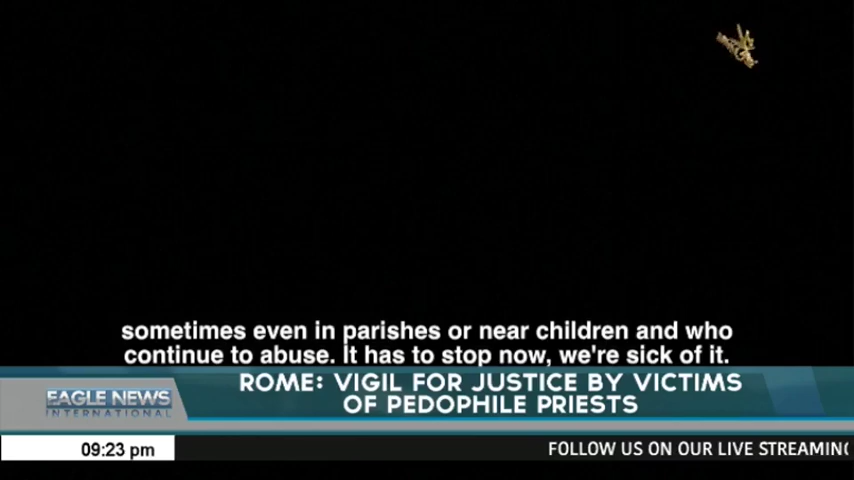 sometimes even in parishes or near children and who
continue to abuse. It has to stop now, we're sick of it.
ROME: VIGIL FOR JUSTICE BY VICTIMS
OF PEDOPHILE PRIESTS
EAGLE NEWS
INTERNATIONAL
09:23 pm
FOLLOW US ON OUR LIVE STREAMING